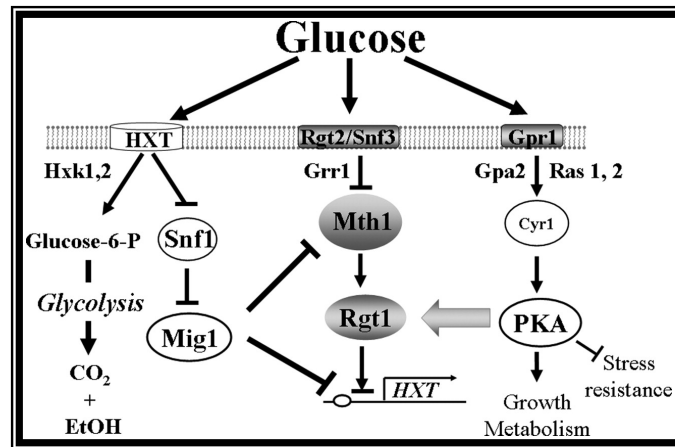 Glucose
HXT
Rgt2/Snf3
Gpr1
Hxk1,2
Grr1
Gpa2
Ras 1, 2
Mth1
Cyr1
Glucose-6-P
Snf1
Glycolysis
Mig1
Rgt1
PKA
CO₂
+
EtOH
HXT
Stress
resistance
Growth
Metabolism